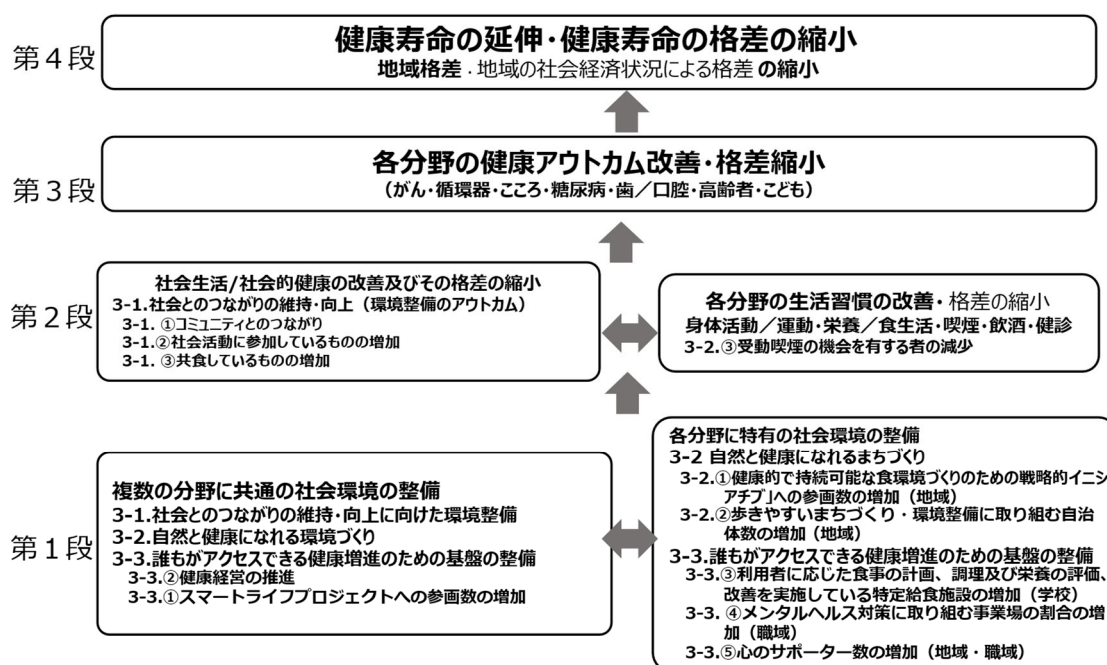 第４段
健康寿命の延伸・健康寿命の格差の縮小
地域格差・地域の社会経済状況による格差 の縮小
第３段
各分野の健康アウトカム改善・格差縮小
（がん・循環器・こころ・糖尿病・歯／口腔・高齢者・こども）
第２段
社会生活/社会的健康の改善及びその格差の縮小
3-1.社会とのつながりの維持・向上（環境整備のアウトカム）
3-1. ①コミュニティとのつながり
3-1.②社会活動に参加しているものの増加
3-1. ③共食しているものの増加
各分野の生活習慣の改善・格差の縮小
身体活動／運動・栄養／食生活・喫煙・飲酒・健診
3-2.③受動喫煙の機会を有する者の減少
第１段
複数の分野に共通の社会環境の整備
3-1.社会とのつながりの維持・向上に向けた環境整備
3-2.自然と健康になれる環境づくり
3-3.誰もがアクセスできる健康増進のための基盤の整備
3-3.②健康経営の推進
3-3.①スマートライフプロジェクトへの参画数の増加
各分野に特有の社会環境の整備
3-2 自然と健康になれるまちづくり
3-2.①健康的で持続可能な食環境づくりのための戦略的イニシ
アチブ」への参画数の増加（地域）
3-2.②歩きやすいまちづくり・環境整備に取り組む自治
体数の増加（地域）
3-3.誰もがアクセスできる健康増進のための基盤の整備
3-3.③利用者に応じた食事の計画、調理及び栄養の評価、
改善を実施している特定給食施設の増加（学校）
3-3. ④メンタルヘルス対策に取り組む事業場の割合の増
加（職域）
3-3.⑤心のサポーター数の増加（地域・職域）